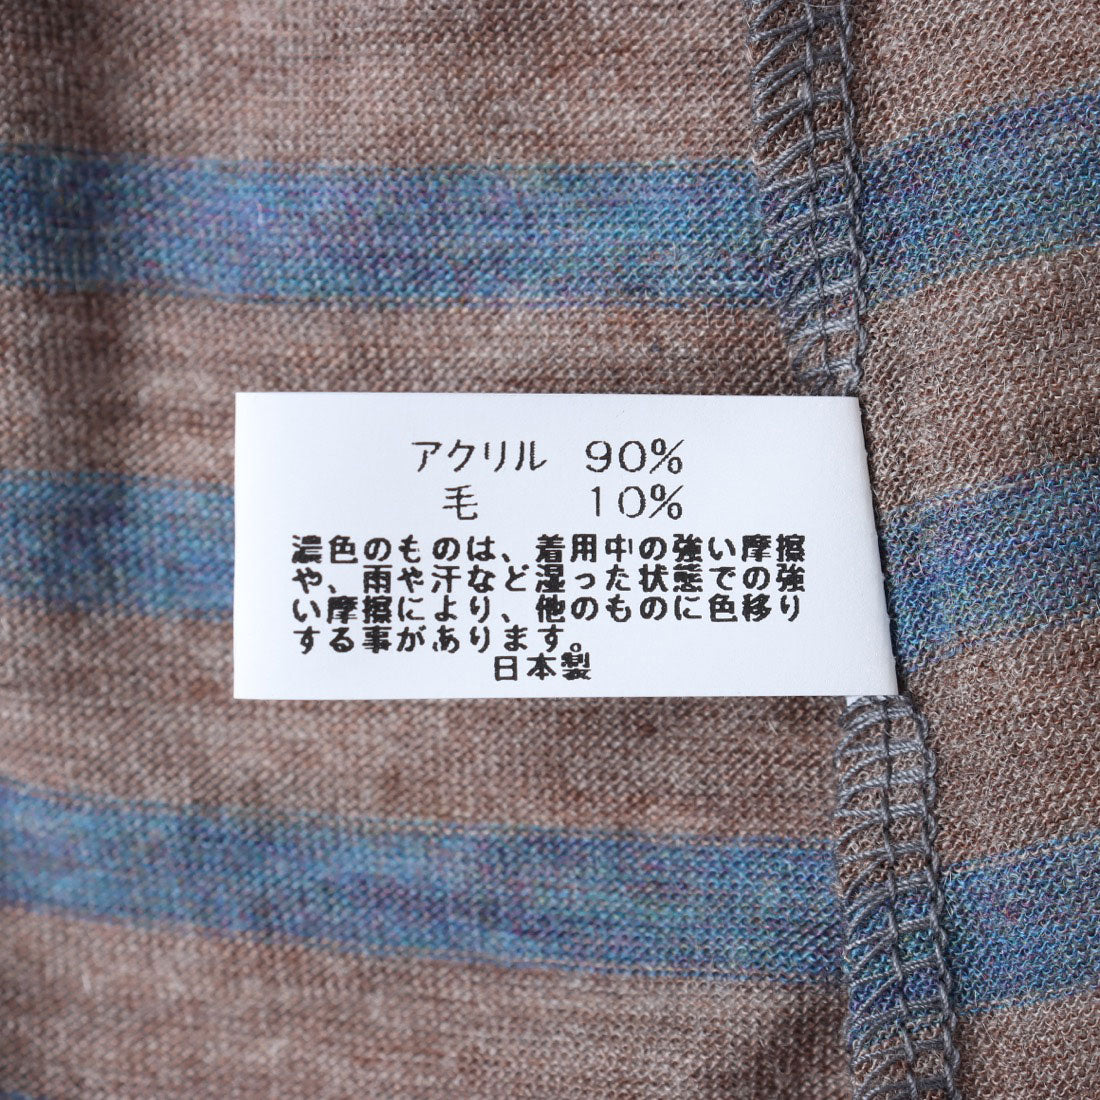 アクリル 90%
毛 10%
濃色のものは、着用中の強い摩擦
や、雨や汗など湿った状態での強
い摩擦により、他のものに色移り
する事があります。
日本製